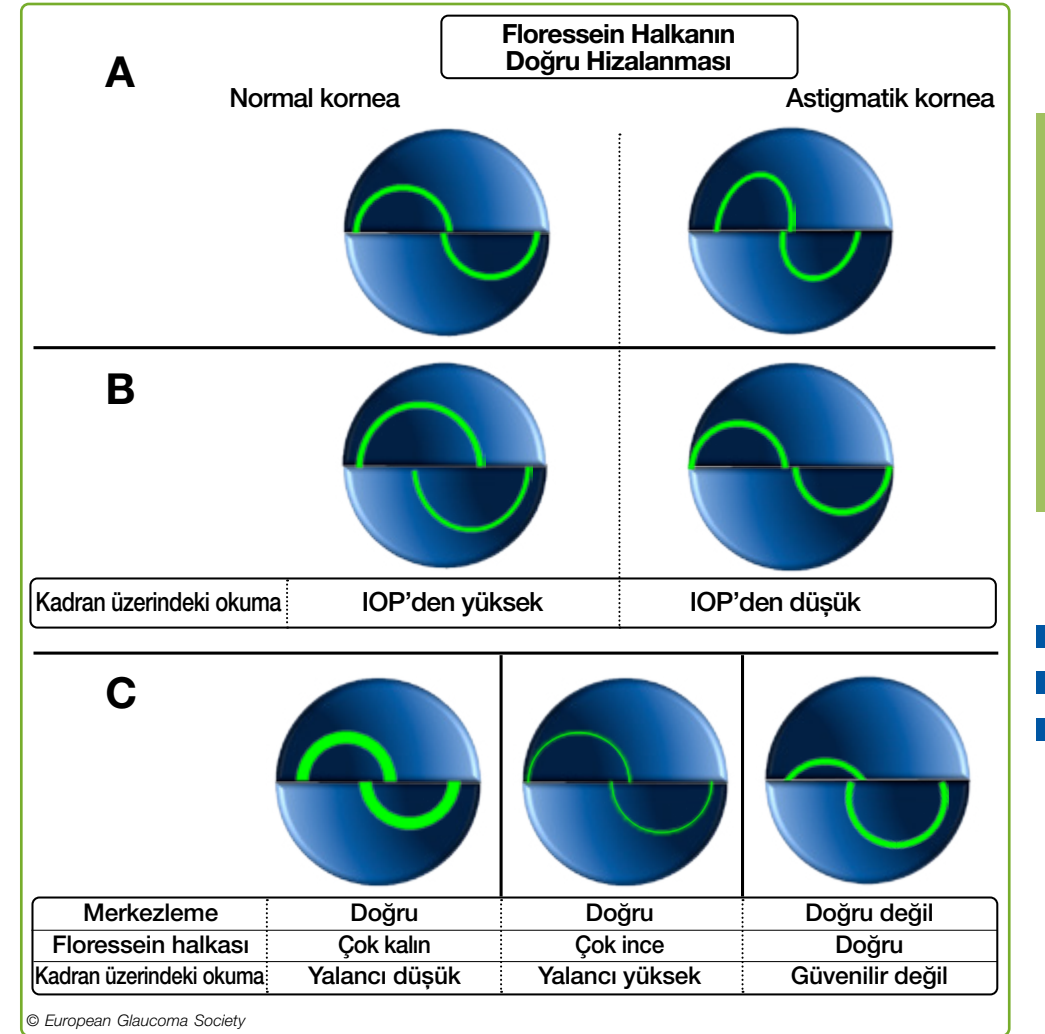 Floressein Halkanın
Doğru Hizalanması
A
Normal kornea
Astigmatik kornea
B
Kadran üzerindeki okuma
IOP'den yüksek
IOP'den düşük
C
Merkezleme
Doğru
Doğru
Doğru değil
Floressein halkası
Çok kalın
Çok ince
Doğru
Kadran üzerindeki okuma
Yalancı düşük
Yalancı yüksek
Güvenilir değil
© European Glaucoma Society